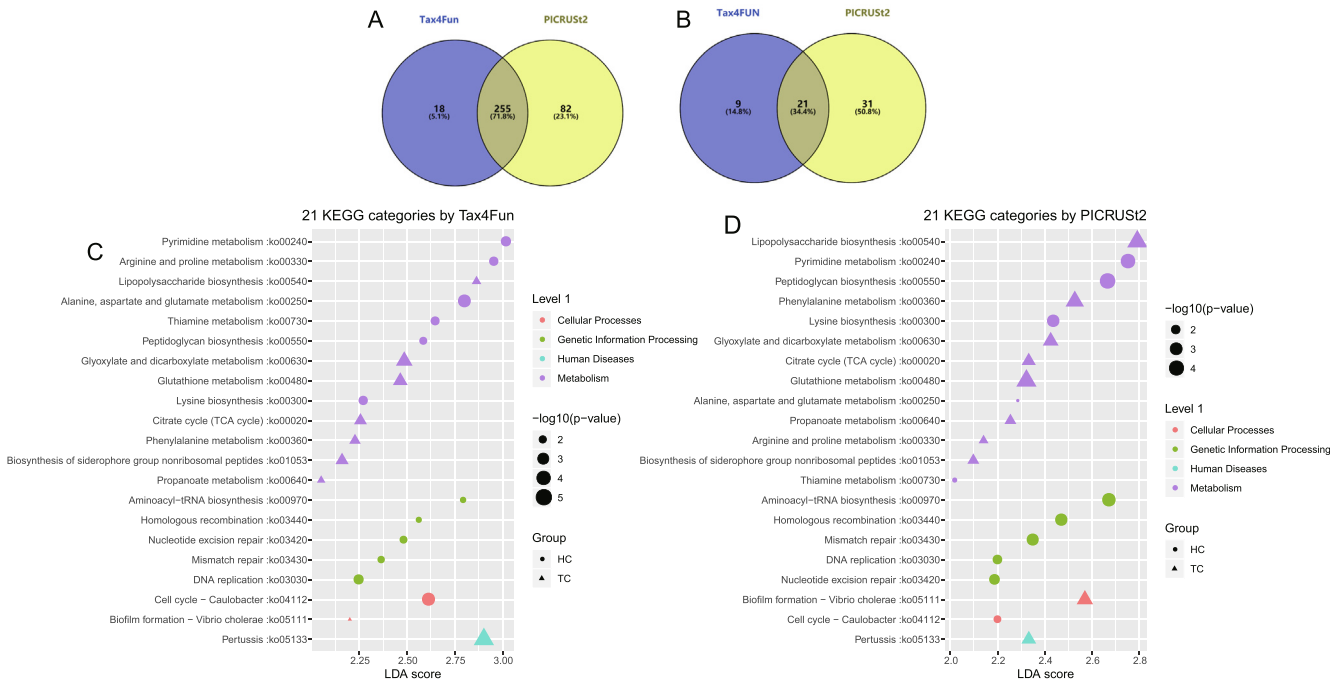 A
Tax4Fun
PICRUSt2
18
(5.1%)
255
(71.8%)
82
(23.1%)
B
Tax4FUN
PICRUSt2
9
(14.8%)
21
(34.4%)
31
(50.8%)
C
21 KEGG categories by Tax4Fun
Pyrimidine metabolism :ko00240
Arginine and proline metabolism :ko00330
Lipopolysaccharide biosynthesis :ko00540
Alanine, aspartate and glutamate metabolism :ko00250
Thiamine metabolism :ko00730
Peptidoglycan biosynthesis :ko00550
Glyoxylate and dicarboxylate metabolism :ko00630
Glutathione metabolism :ko00480
Lysine biosynthesis :ko00300
Citrate cycle (TCA cycle) :ko00020
Phenylalanine metabolism :ko00360
Biosynthesis of siderophore group nonribosomal peptides :ko01053
Propanoate metabolism :ko00640
Aminoacyl−tRNA biosynthesis :ko00970
Homologous recombination :ko03440
Nucleotide excision repair :ko03420
Mismatch repair :ko03430
DNA replication :ko03030
Cell cycle − Caulobacter :ko04112
Biofilm formation − Vibrio cholerae :ko05111
Pertussis :ko05133
2.25 2.50 2.75 3.00
LDA score
Level 1
Cellular Processes
Genetic Information Processing
Human Diseases
Metabolism
−log10(p−value)
2
3
4
5
Group
HC
TC
D
21 KEGG categories by PICRUSt2
Lipopolysaccharide biosynthesis :ko00540
Pyrimidine metabolism :ko00240
Peptidoglycan biosynthesis :ko00550
Phenylalanine metabolism :ko00360
Lysine biosynthesis :ko00300
Glyoxylate and dicarboxylate metabolism :ko00630
Citrate cycle (TCA cycle) :ko00020
Glutathione metabolism :ko00480
Alanine, aspartate and glutamate metabolism :ko00250
Propanoate metabolism :ko00640
Arginine and proline metabolism :ko00330
Biosynthesis of siderophore group nonribosomal peptides :ko01053
Thiamine metabolism :ko00730
Aminoacyl−tRNA biosynthesis :ko00970
Homologous recombination :ko03440
Mismatch repair :ko03430
DNA replication :ko03030
Nucleotide excision repair :ko03420
Biofilm formation − Vibrio cholerae :ko05111
Cell cycle − Caulobacter :ko04112
Pertussis :ko05133
2.0 2.2 2.4 2.6 2.8
LDA score
−log10(p−value)
2
3
4
Level 1
Cellular Processes
Genetic Information Processing
Human Diseases
Metabolism
Group
HC
TC